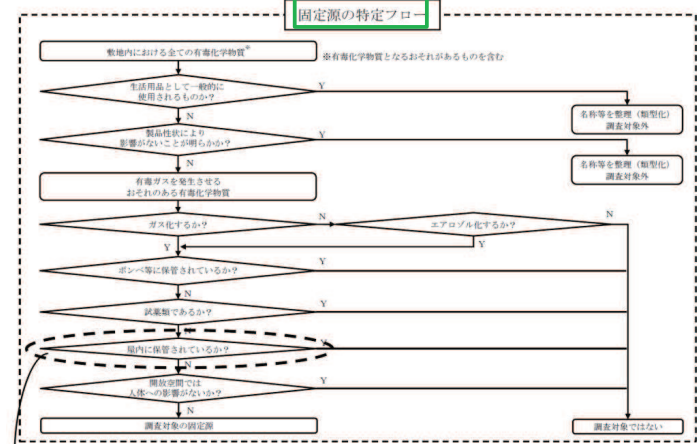 固定源の特定フロー
敷地内における全ての有毒化学物質※
※有毒化学物質となるおそれがあるものを含む
生活用品として一般的に
使用されるものか？
Y
N
名称等を整理（類型化）
調査対象外
製品性状により
影響がないことが明らかか？
Y
N
名称等を整理（類型化）
調査対象外
有毒ガスを発生させる
おそれのある有毒化学物質
ガス化するか？
N
エアロゾル化するか？
N
Y
Y
ボンベ等に保管されているか？
Y
N
試薬類であるか？
Y
N
屋内に保管されているか？
Y
N
開放空間では
人体への影響がないか？
Y
N
調査対象の固定源
調査対象ではない